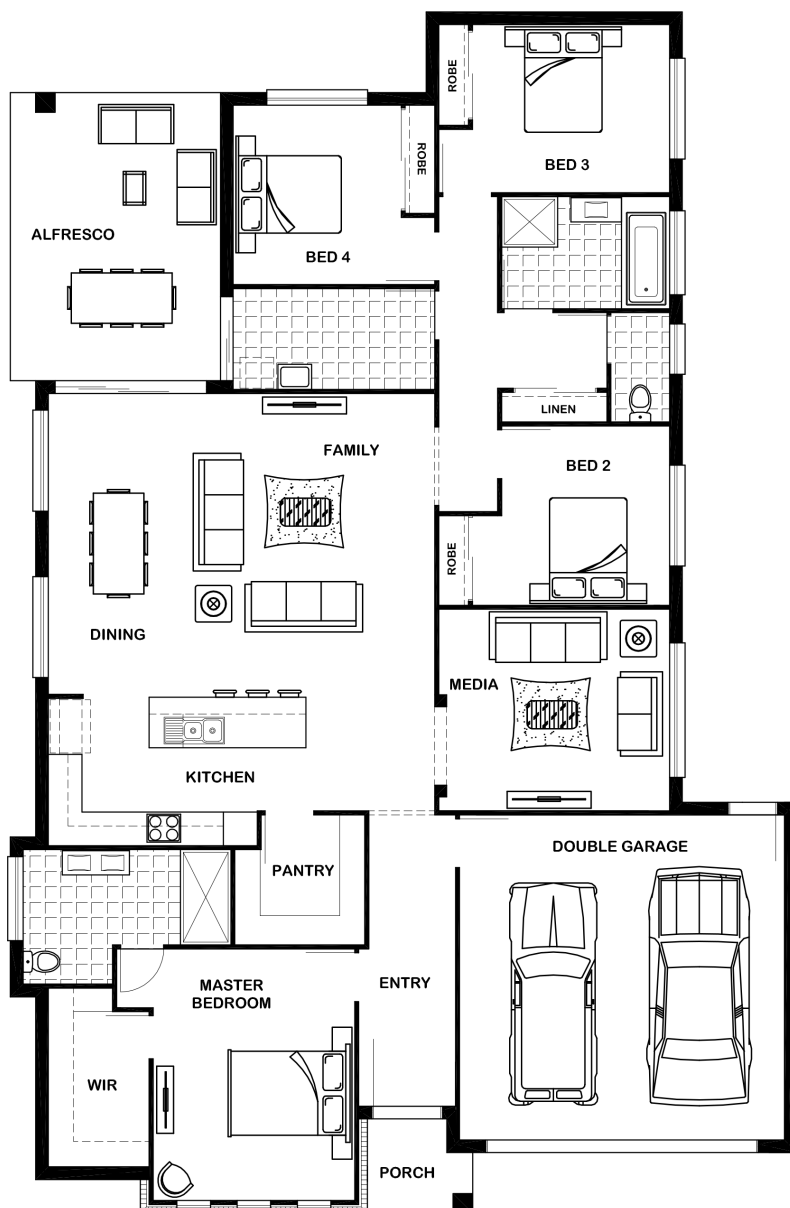 ROBE
BED 3
ROBE
BED 4
ALFRESCO
LINEN
FAMILY
BED 2
ROBE
DINING
MEDIA
KITCHEN
PANTRY
DOUBLE GARAGE
MASTER
BEDROOM
ENTRY
WIR
PORCH